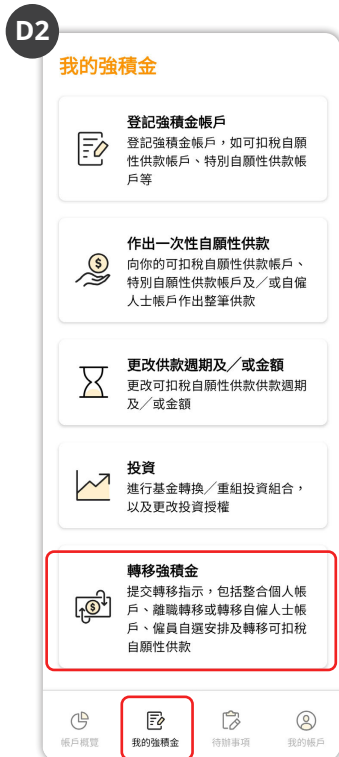 D2
我的強積金
登記強積金帳戶
登記強積金帳戶，如可扣稅自願
性供款帳戶、特別自願性供款帳
戶等
作出一次性自願性供款
向你的可扣稅自願性供款帳戶、
特別自願性供款帳戶及／或自僱
人士帳戶作出整筆供款
更改供款週期及／或金額
更改可扣稅自願性供款供款週期
及／或金額
投資
進行基金轉換／重組投資組合，
以及更改投資授權
轉移強積金
提交轉移指示，包括整合個人帳
戶、離職轉移或轉移自僱人士帳
戶、僱員自選安排及轉移可扣稅
自願性供款
帳戶概覽 我的強積金 待辦事項 我的帳戶